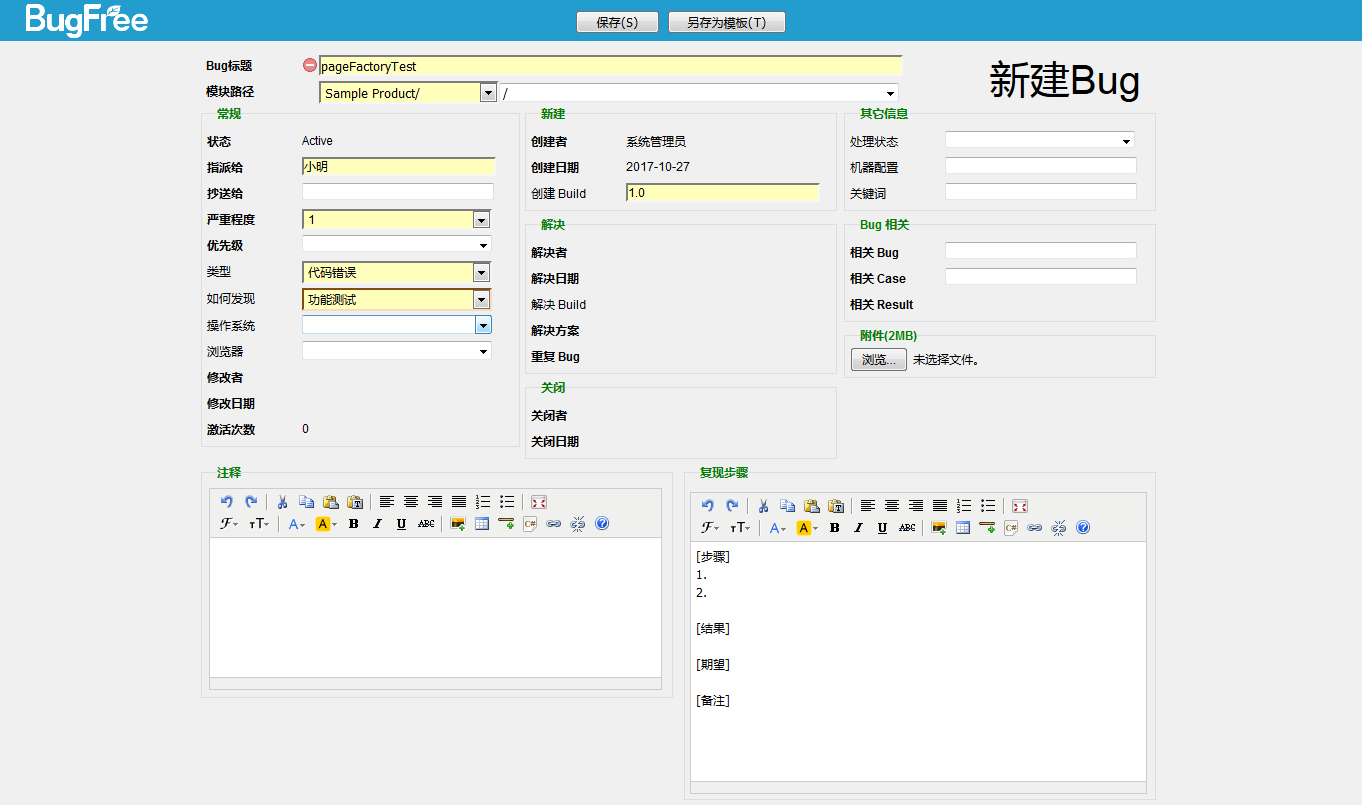 BugFree
保存(S)
另存为模板(T)
Bug标题
pageFactoryTest
新建Bug
模块路径
Sample Product/
/
常规
状态
Active
指派给
小明
抄送给
严重程度
1
优先级
类型
代码错误
如何发现
功能测试
操作系统
浏览器
修改者
修改日期
激活次数
0
新建
创建者
系统管理员
创建日期
2017-10-27
创建 Build
1.0
解决
解决者
解决日期
解决 Build
解决方案
重复 Bug
关闭
关闭者
关闭日期
其它信息
处理状态
机器配置
关键词
Bug 相关
相关 Bug
相关 Case
相关 Result
附件(2MB)
浏览...
未选择文件。
注释
复现步骤
[步骤]
1.
2.
[结果]
[期望]
[备注]